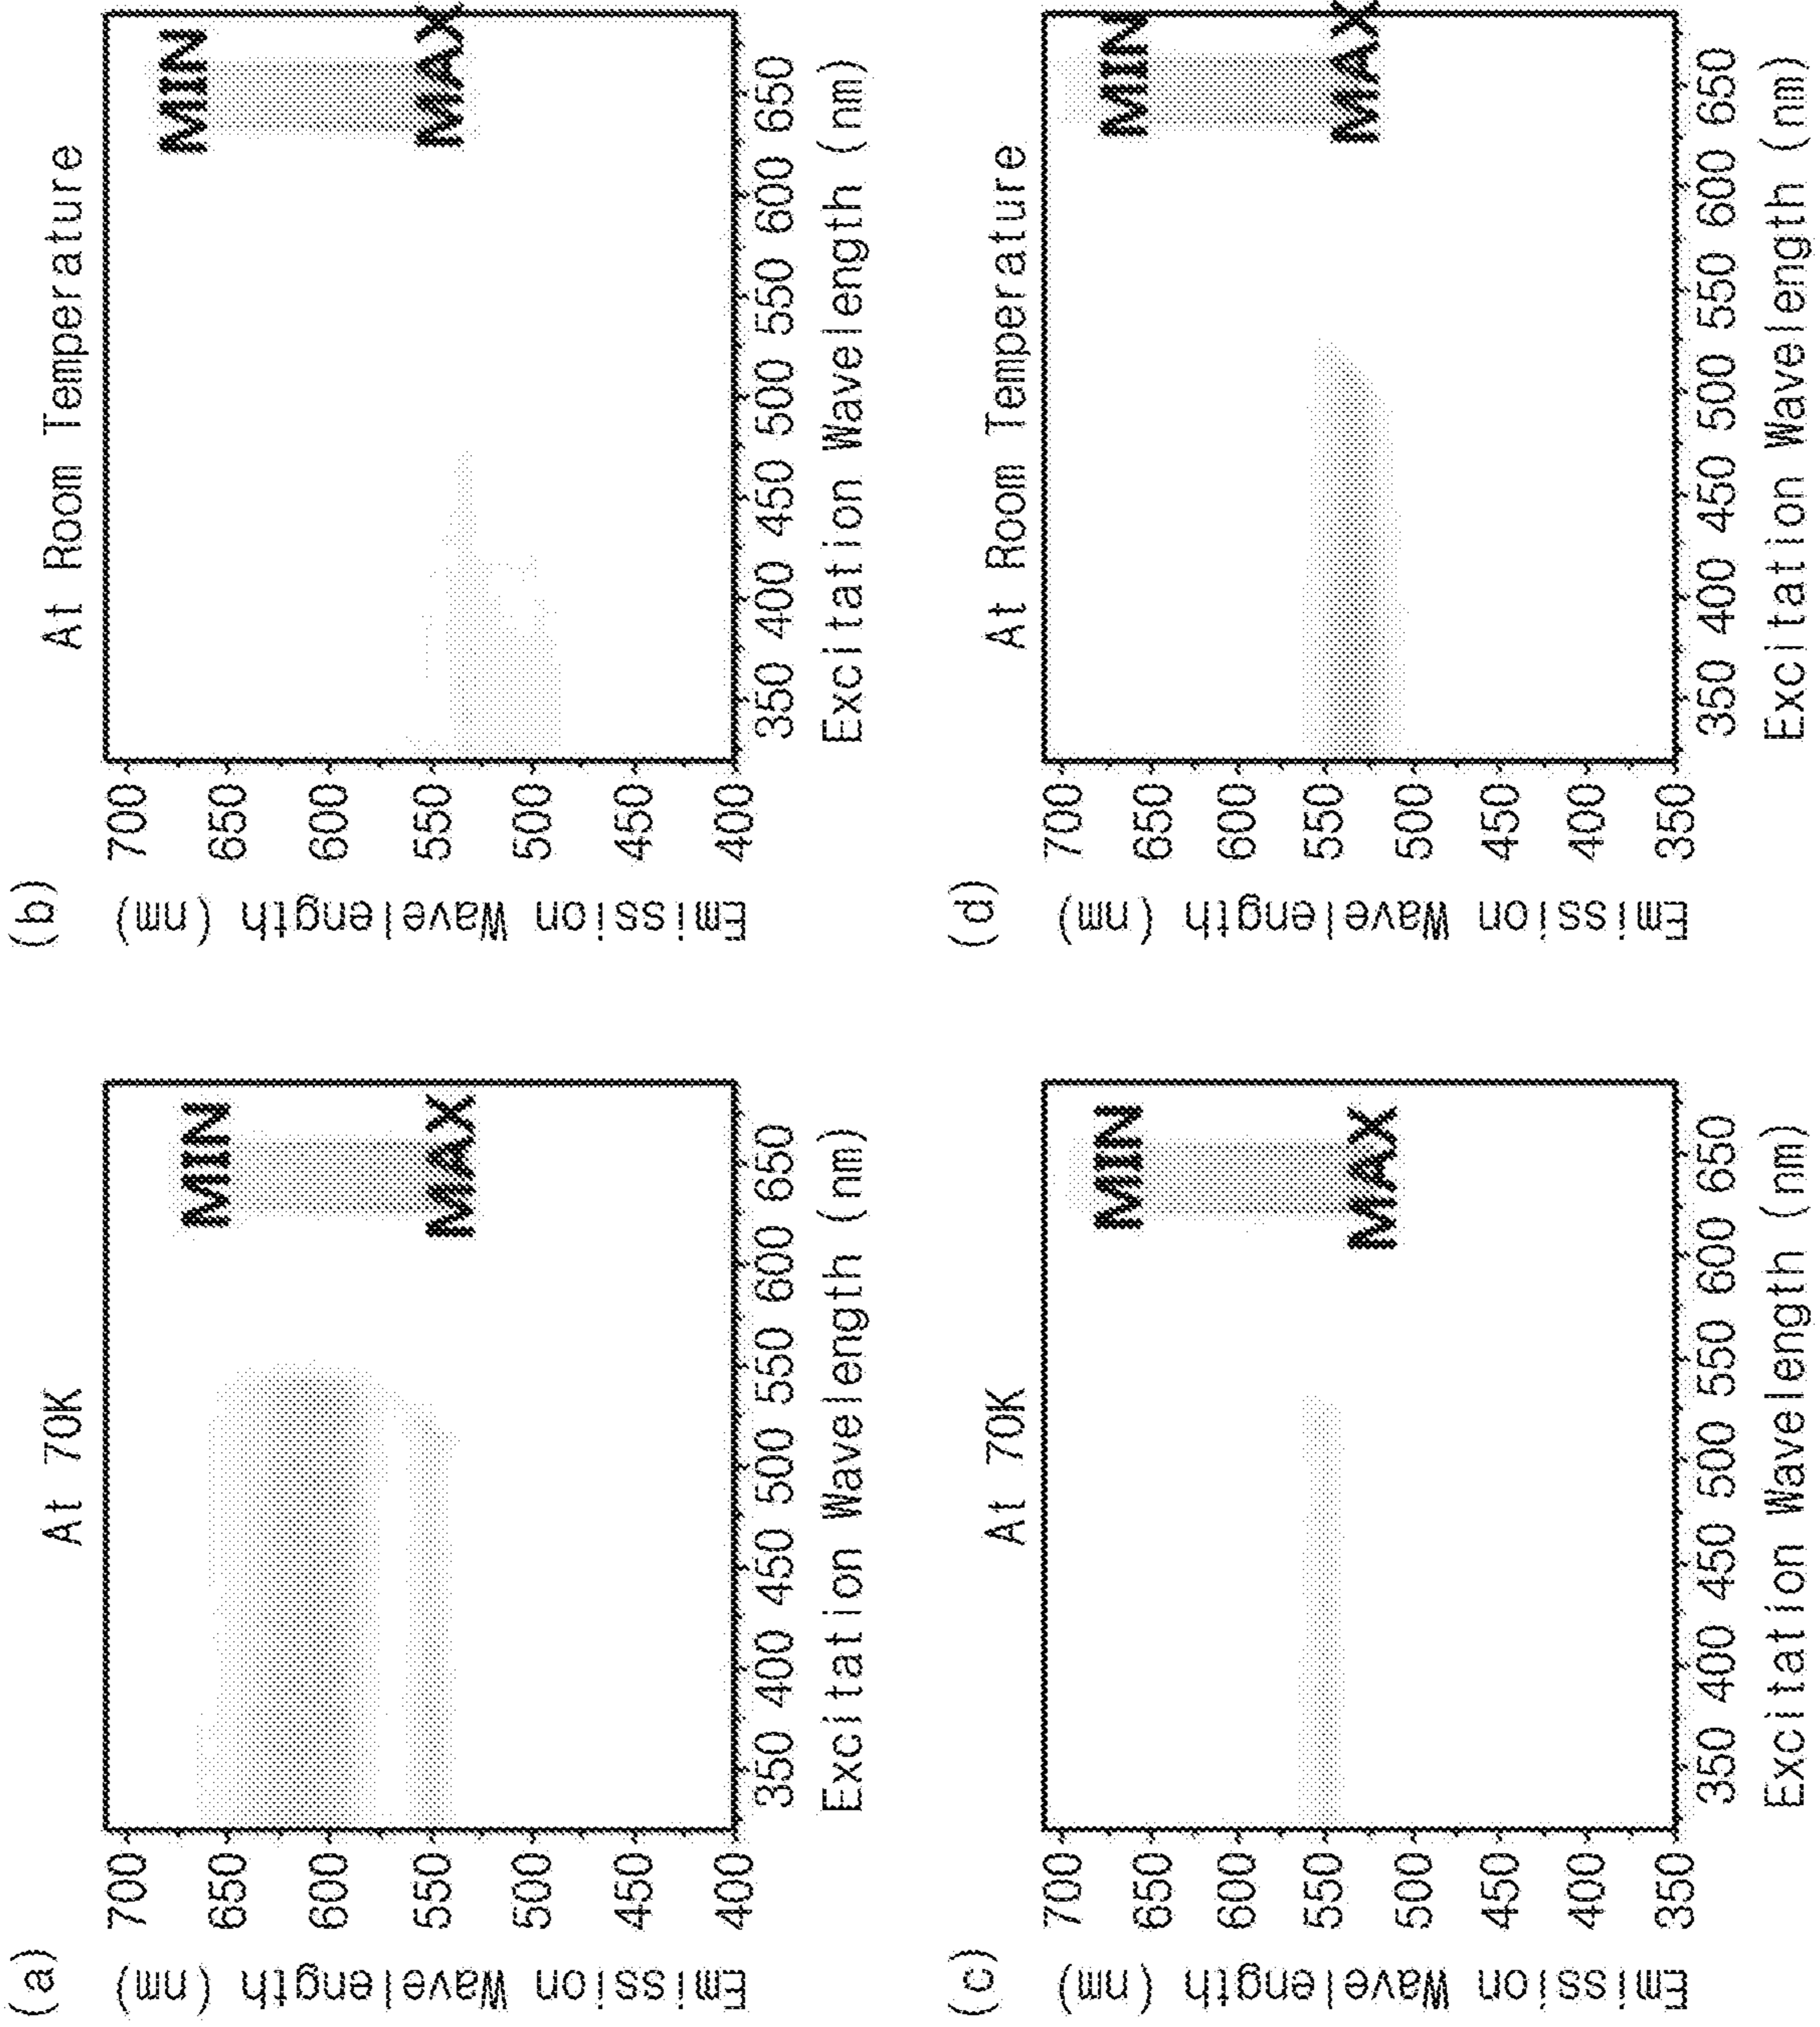 (a)
At 70K
Emission Wavelength (nm)
700
650
600
550
500
450
400
MIN
MAX
350 400 450 500 550 600 650
Excitation Wavelength (nm)
(b)
At Room Temperature
Emission Wavelength (nm)
700
650
600
550
500
450
400
MIN
MAX
350 400 450 500 550 600 650
Excitation Wavelength (nm)
(c)
At 70K
Emission Wavelength (nm)
700
650
600
550
500
450
400
350
MIN
MAX
350 400 450 500 550 600 650
Excitation Wavelength (nm)
(d)
At Room Temperature
Emission Wavelength (nm)
700
650
600
550
500
450
400
350
MIN
MAX
350 400 450 500 550 600 650
Excitation Wavelength (nm)